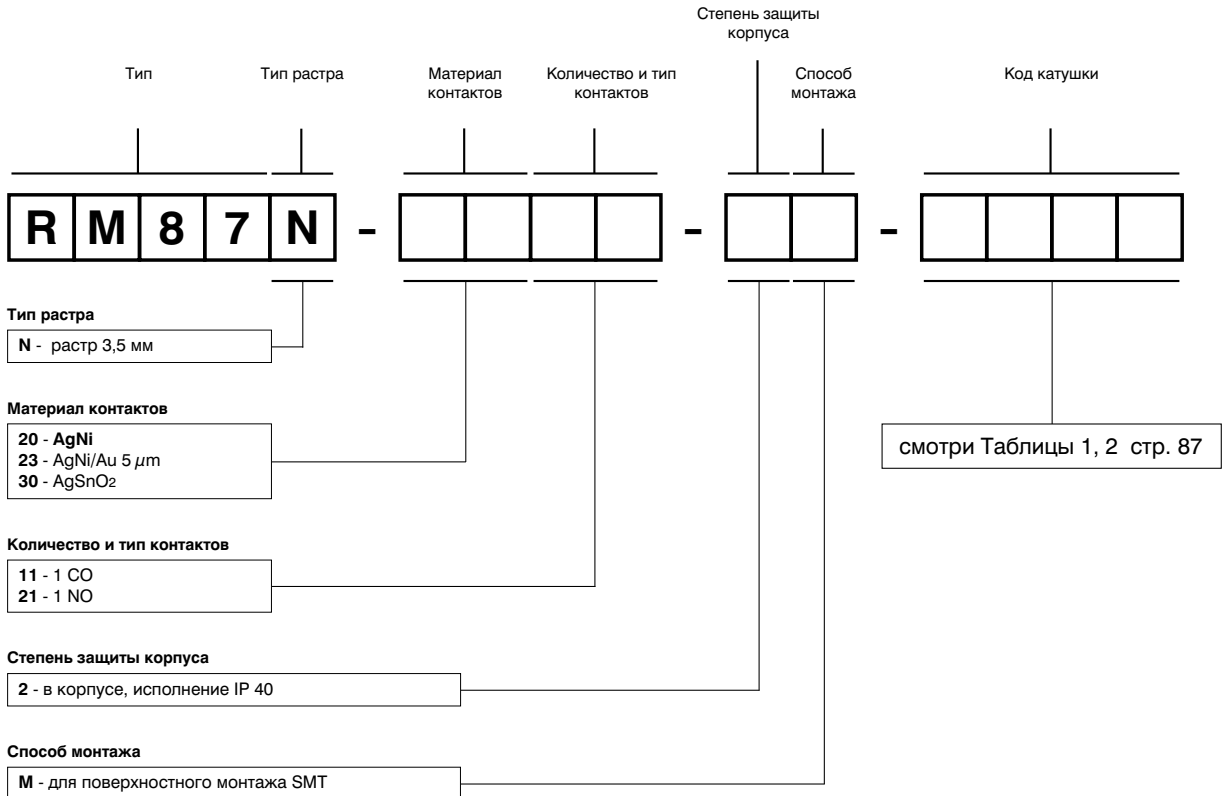 Степень защиты
корпуса
Тип
Тип растра
Материал
контактов
Количество и тип
контактов
Способ
монтажа
Код катушки
R M 8 7 N - - -
Тип растра
N - растр 3,5 мм
Материал контактов
20 - AgNi
23 - AgNi/Au 5 µm
30 - AgSnO2
смотри Таблицы 1, 2 стр. 87
Количество и тип контактов
11 - 1 CO
21 - 1 NO
Степень защиты корпуса
2 - в корпусе, исполнение IP 40
Способ монтажа
M - для поверхностного монтажа SMT